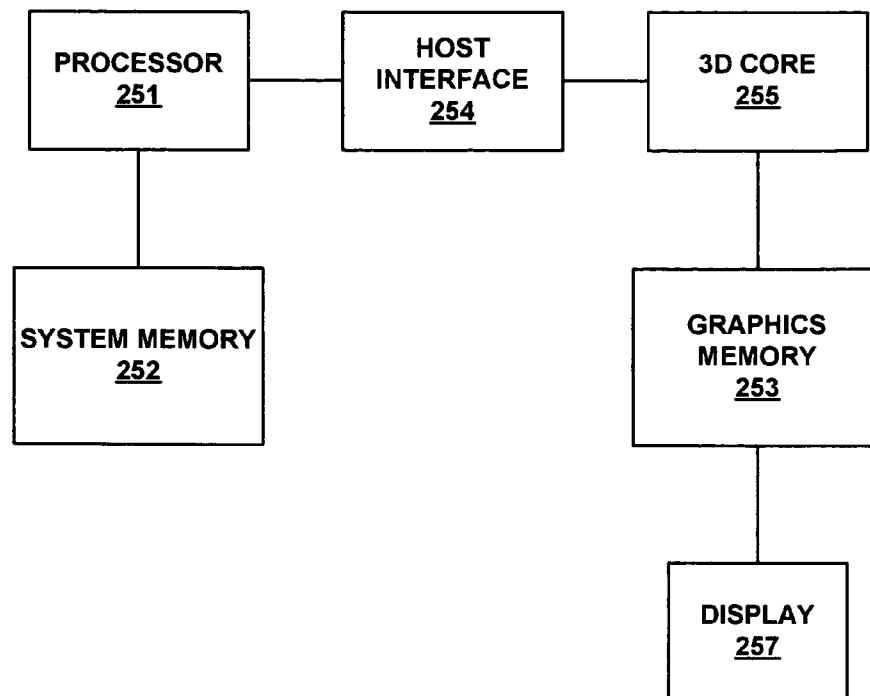 PROCESSOR
251
HOST
INTERFACE
254
3D CORE
255
SYSTEM MEMORY
252
GRAPHICS
MEMORY
253
DISPLAY
257